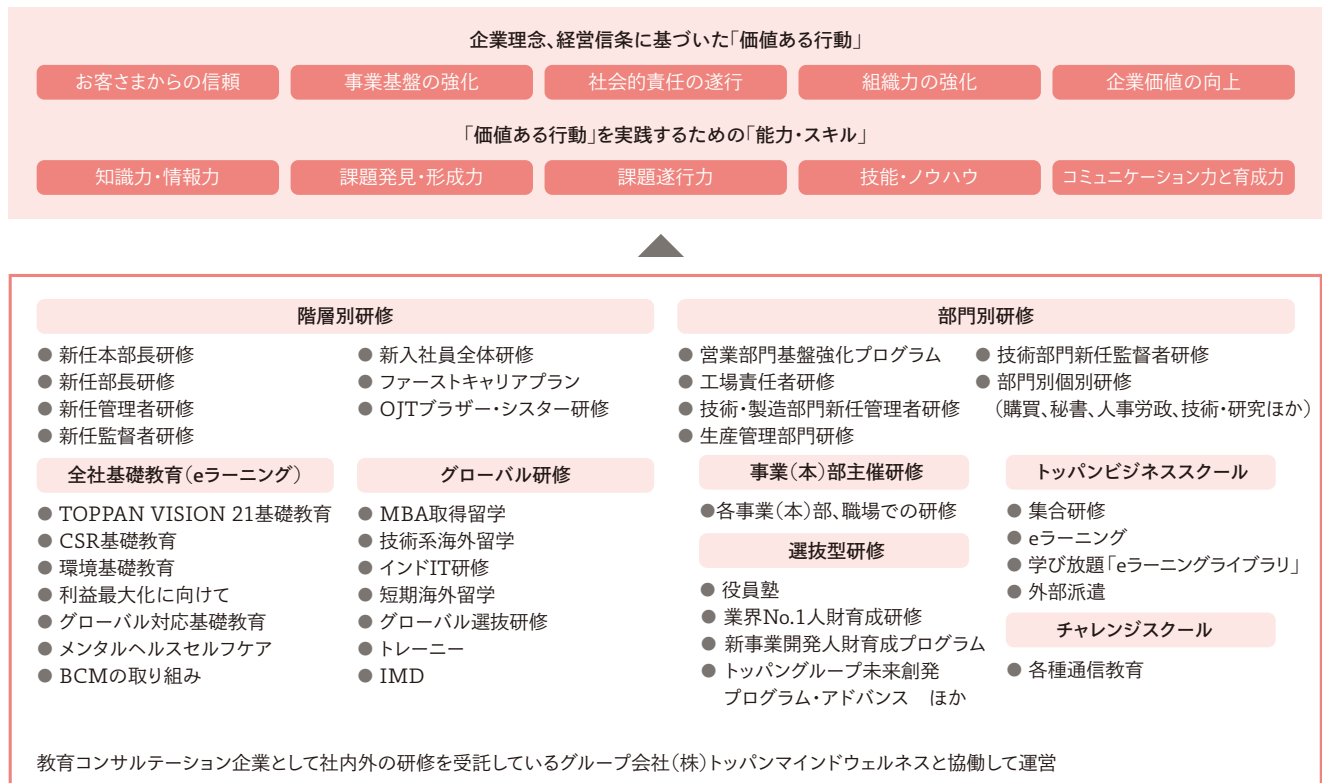 企業理念、経営信条に基づいた「価値ある行動」
お客さまからの信頼
事業基盤の強化
社会的責任の遂行
組織力の強化
企業価値の向上
「価値ある行動」を実践するための「能力・スキル」
知識力・情報力
課題発見・形成力
課題遂行力
技能・ノウハウ
コミュニケーション力と育成力
階層別研修
● 新任本部長研修
● 新任部長研修
● 新任管理者研修
● 新任監督者研修
● 新入社員全体研修
● ファーストキャリアプラン
● OJTブラザー・シスター研修
部門別研修
● 営業部門基盤強化プログラム
● 工場責任者研修
● 技術・製造部門新任管理者研修
● 生産管理部門研修
● 技術部門新任監督者研修
● 部門別個別研修
（購買、秘書、人事労政、技術・研究ほか）
全社基礎教育（eラーニング）
● TOPPAN VISION 21基礎教育
● CSR基礎教育
● 環境基礎教育
● 利益最大化に向けて
● グローバル対応基礎教育
● メンタルヘルスセルフケア
● BCMの取り組み
グローバル研修
● MBA取得留学
● 技術系海外留学
● インドIT研修
● 短期海外留学
● グローバル選抜研修
● トレーニー
● IMD
事業（本）部主催研修
●各事業（本）部、職場での研修
選抜型研修
● 役員塾
● 業界No.1人財育成研修
● 新事業開発人財育成プログラム
● トッパングループ未来創発
プログラム・アドバンス　ほか
トッパンビジネススクール
● 集合研修
● eラーニング
● 学び放題「eラーニングライブラリ」
● 外部派遣
チャレンジスクール
● 各種通信教育
教育コンサルテーション企業として社内外の研修を受託しているグループ会社（株）トッパンマインドウェルネスと協働して運営